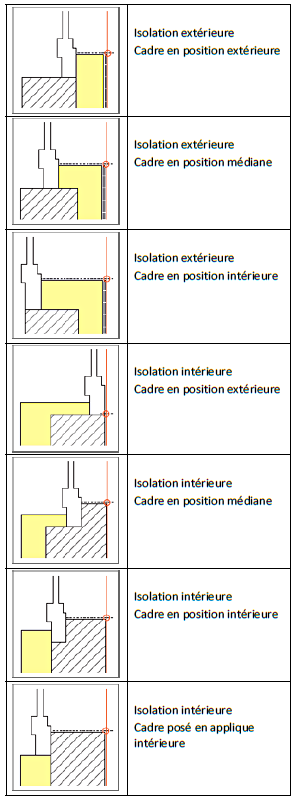 Isolation extérieure
Cadre en position extérieure
Isolation extérieure
Cadre en position médiane
Isolation extérieure
Cadre en position intérieure
Isolation intérieure
Cadre en position extérieure
Isolation intérieure
Cadre en position médiane
Isolation intérieure
Cadre en position intérieure
Isolation intérieure
Cadre posé en applique
intérieure